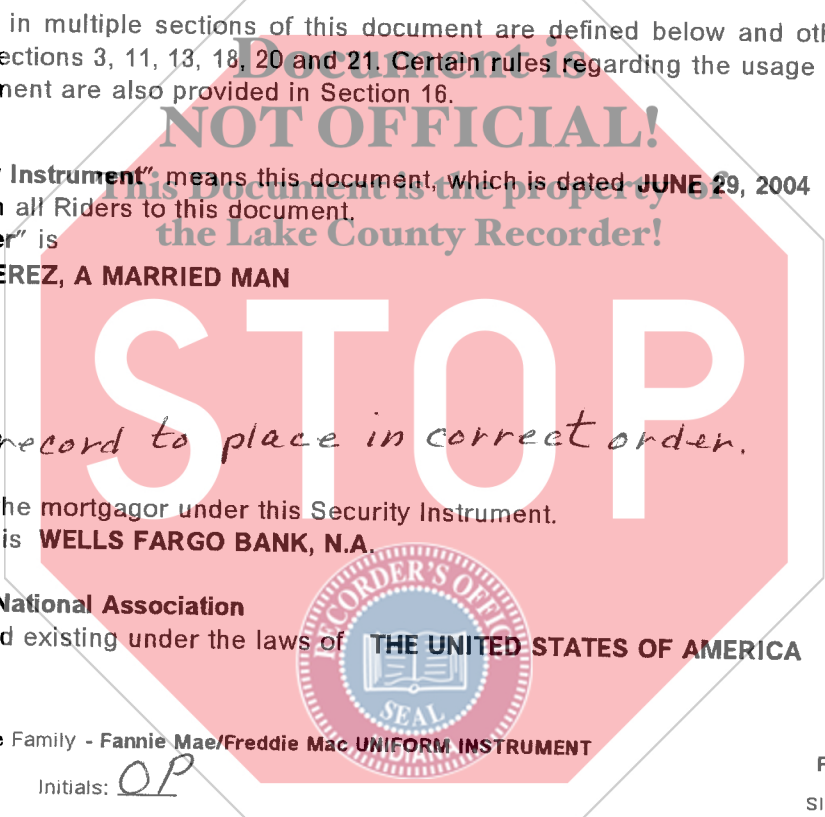 in multiple sections of this document are defined below and oth
ections 3, 11, 13, 18, 20 and 21. Certain rules regarding the usage
ment are also provided in Section 16.
Document is
NOT OFFICIAL!
This Document is the property of
the Lake County Recorder!
Instrument" means this document, which is dated JUNE 29, 2004
all Riders to this document.
er" is
EREZ, A MARRIED MAN
STOP
record to place in correct order.
he mortgagor under this Security Instrument.
is WELLS FARGO BANK, N.A.
National Association
d existing under the laws of THE UNITED STATES OF AMERICA
RECORDER'S OFFIC
SEAL
INDIANA
e Family - Fannie Mae/Freddie Mac UNIFORM INSTRUMENT
Initials: OP
SI